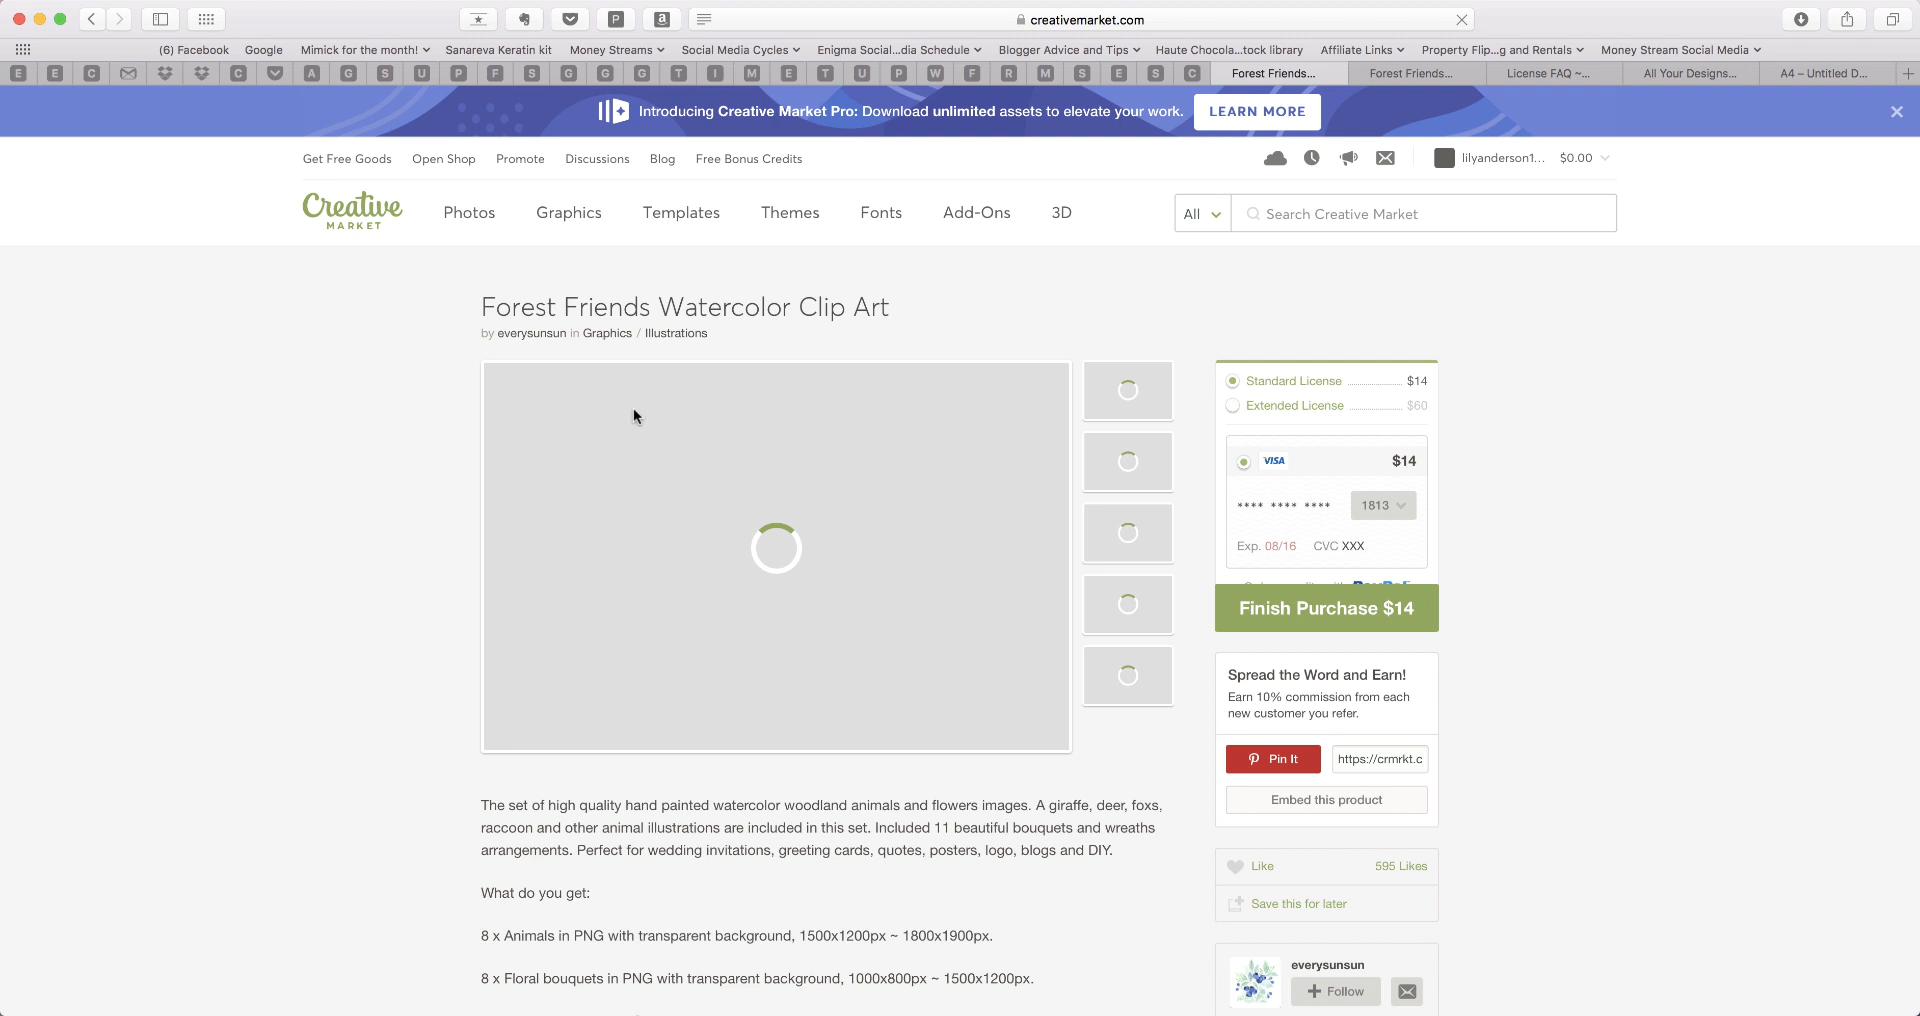 creativemarket.com
(6) Facebook Google Mimick for the month! Sanareva Keratin kit Money Streams Social Media Cycles Enigma Social...dia Schedule Blogger Advice and Tips Haute Chocola...tock library Affiliate Links Property Flip...g and Rentals Money Stream Social Media
E E C C A G S U P F S G G G T I M E T U P W F R M S E S C Forest Friends... Forest Friends... License FAQ ~... All Your Designs... A4 – Untitled D...
Introducing Creative Market Pro: Download unlimited assets to elevate your work. LEARN MORE
Get Free Goods Open Shop Promote Discussions Blog Free Bonus Credits lilyanderson1... $0.00
Creative MARKET Photos Graphics Templates Themes Fonts Add-Ons 3D All Search Creative Market
Forest Friends Watercolor Clip Art
by everysunsun in Graphics / Illustrations
Standard License $14
Extended License $60
VISA $14
**** **** **** 1813
Exp. 08/16 CVC XXX
Finish Purchase $14
Spread the Word and Earn!
Earn 10% commission from each
new customer you refer.
Pin It https://crmrkt.c
Embed this product
The set of high quality hand painted watercolor woodland animals and flowers images. A giraffe, deer, foxs,
raccoon and other animal illustrations are included in this set. Included 11 beautiful bouquets and wreaths
arrangements. Perfect for wedding invitations, greeting cards, quotes, posters, logo, blogs and DIY.
Like 595 Likes
What do you get:
Save this for later
8 x Animals in PNG with transparent background, 1500x1200px ~ 1800x1900px.
everysunsun
8 x Floral bouquets in PNG with transparent background, 1000x800px ~ 1500x1200px.
Follow